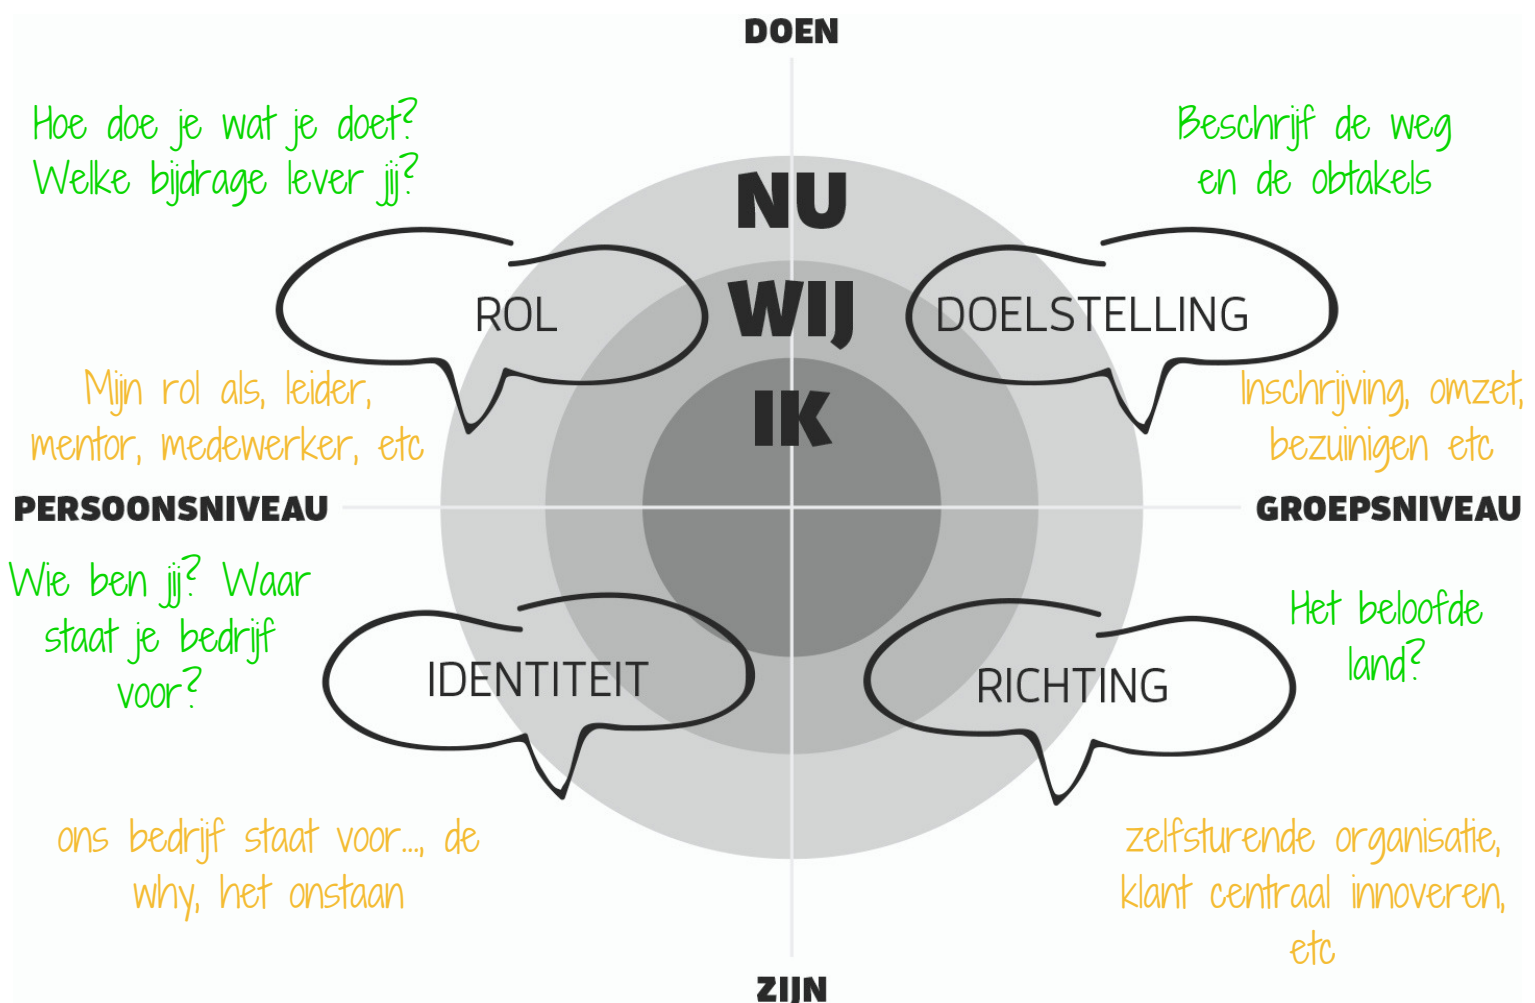 DOEN
Hoe doe je wat je doet?
Welke bijdrage lever jij?
Beschrijf de weg
en de obtakels
NU
WIJ
IK
ROL
DOELSTELLING
Mijn rol als, leider,
mentor, medewerker, etc
Inschrijving, omzet,
bezuinigen etc
PERSOONSNIVEAU
GROEPSNIVEAU
Wie ben jij? Waar
staat je bedrijf
voor?
Het beloofde
land?
IDENTITEIT
RICHTING
ons bedrijf staat voor..., de
why, het onstaan
zelfsturende organisatie,
klant centraal innoveren,
etc
ZIJN